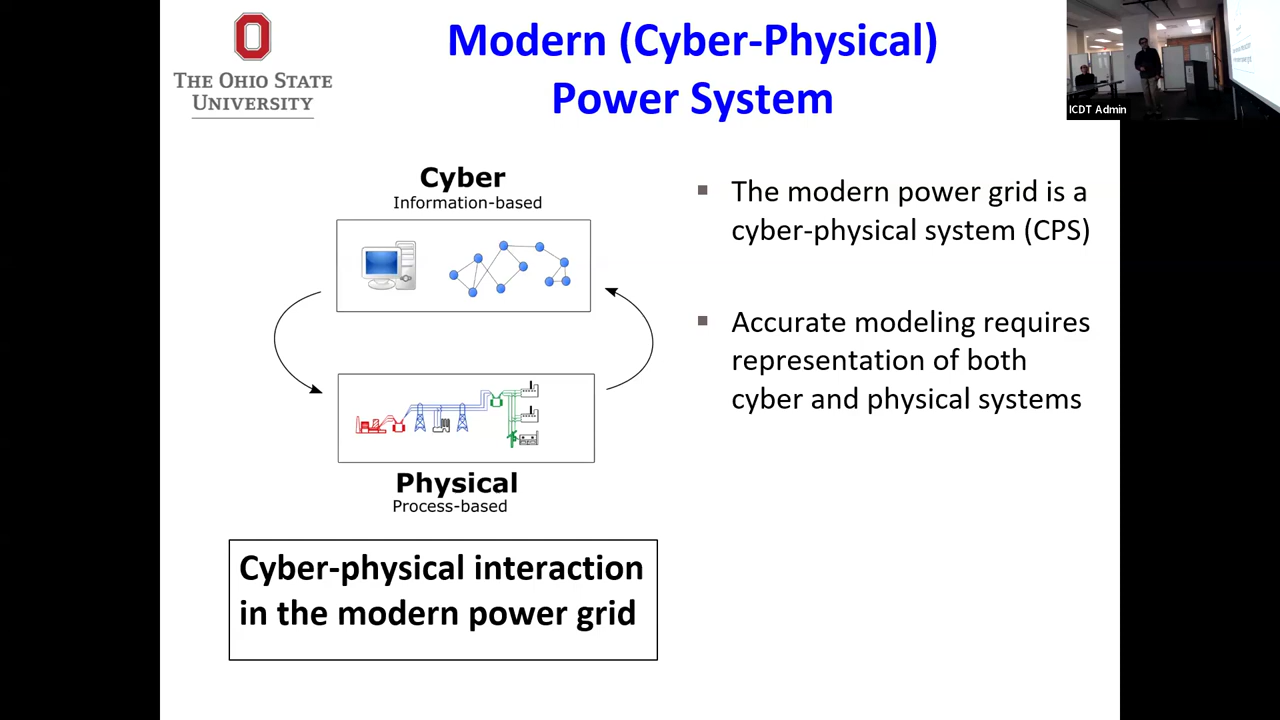 THE OHIO STATE
UNIVERSITY
Modern (Cyber-Physical)
Power System
ICDT Admin
Cyber
Information-based
Physical
Process-based
Cyber-physical interaction
in the modern power grid
▪ The modern power grid is a
cyber-physical system (CPS)
▪ Accurate modeling requires
representation of both
cyber and physical systems